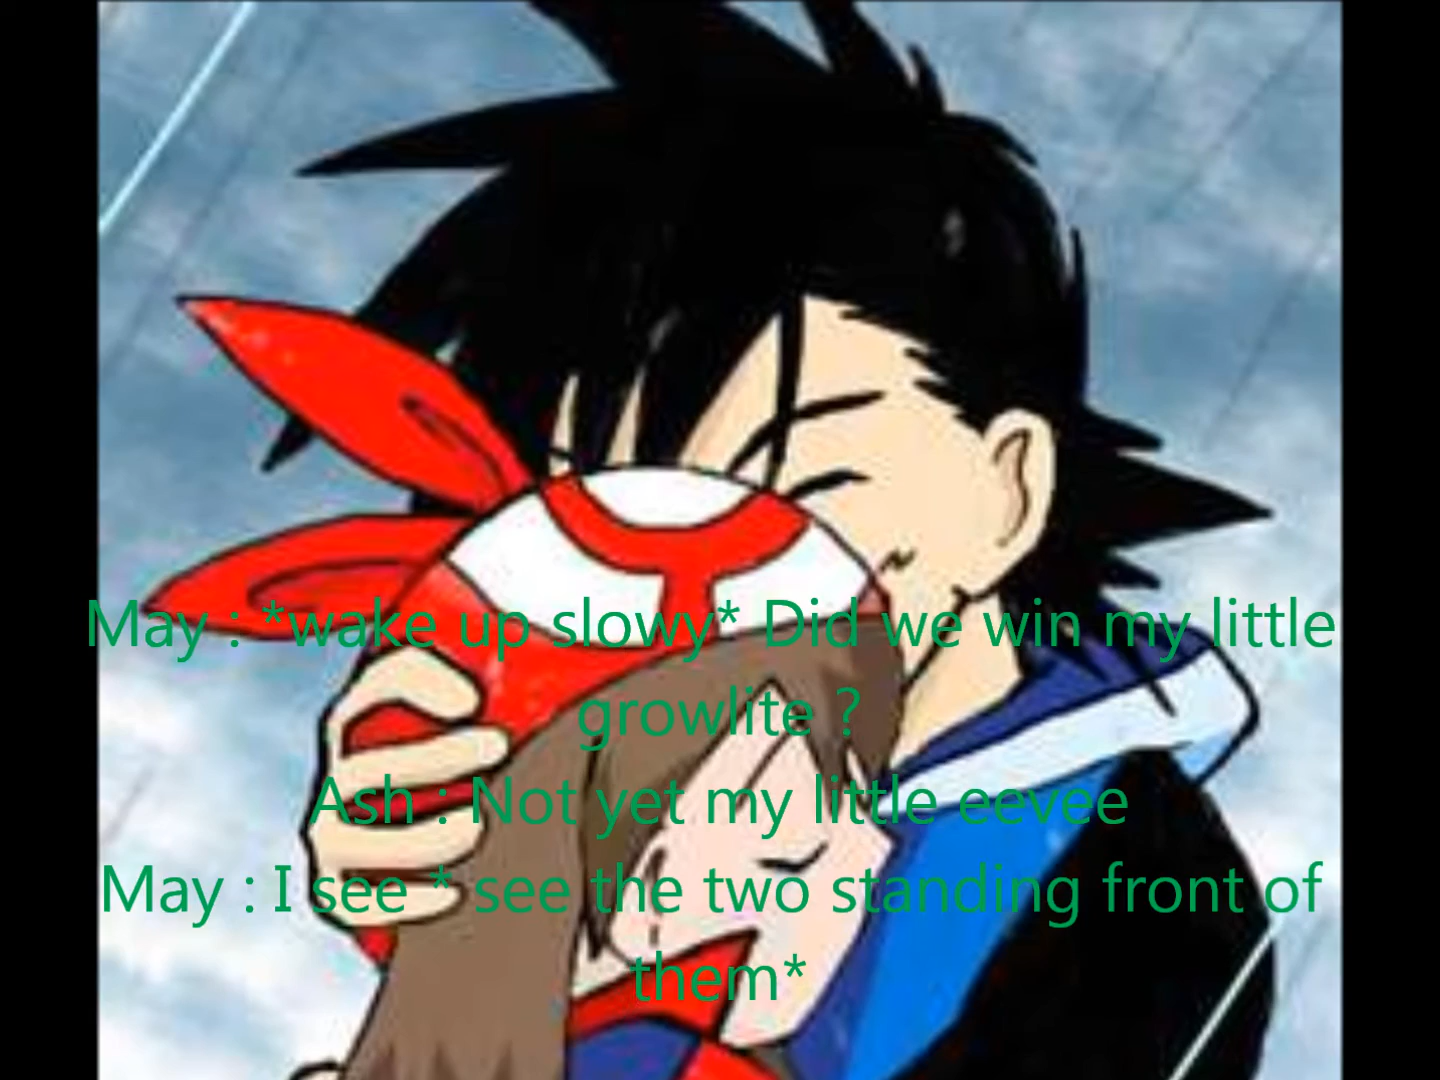 May : *wake up slowy* Did we win my little
growlite ?
Ash : Not yet my little eevee
May : I see * see the two standing front of
them*